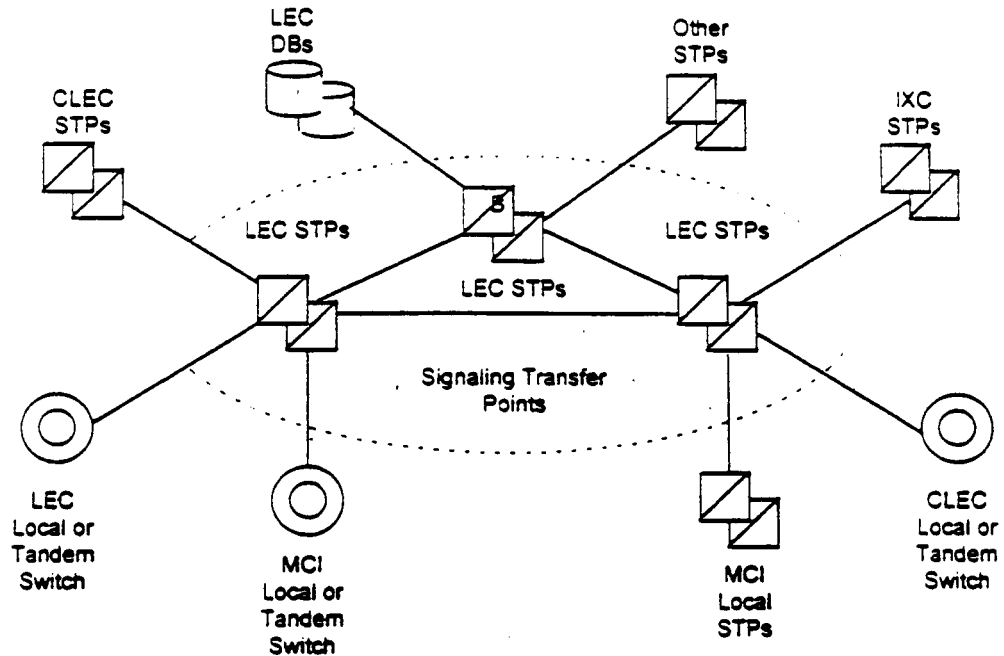 LEC
DBs
Other
STPs
CLEC
STPs
IXC
STPs
B
LEC STPs
LEC STPs
LEC STPs
Signaling Transfer
Points
LEC
Local or
Tandem
Switch
MCI
Local or
Tandem
Switch
MCI
Local
STPs
CLEC
Local or
Tandem
Switch